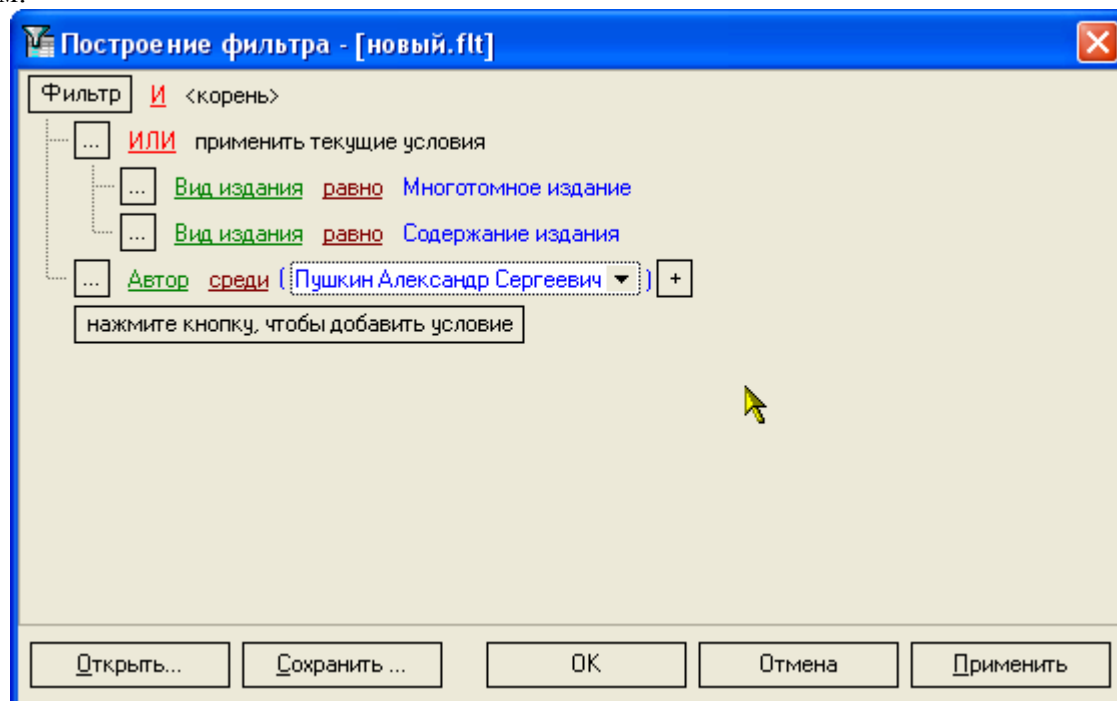 м.
Построение фильтра - [новый.flt]
Фильтр И <корень>
... ИЛИ применить текущие условия
... Вид издания равно Многотомное издание
... Вид издания равно Содержание издания
... Автор среди ( Пушкин Александр Сергеевич ) +
нажмите кнопку, чтобы добавить условие
Открыть... Сохранить ... OK Отмена Применить